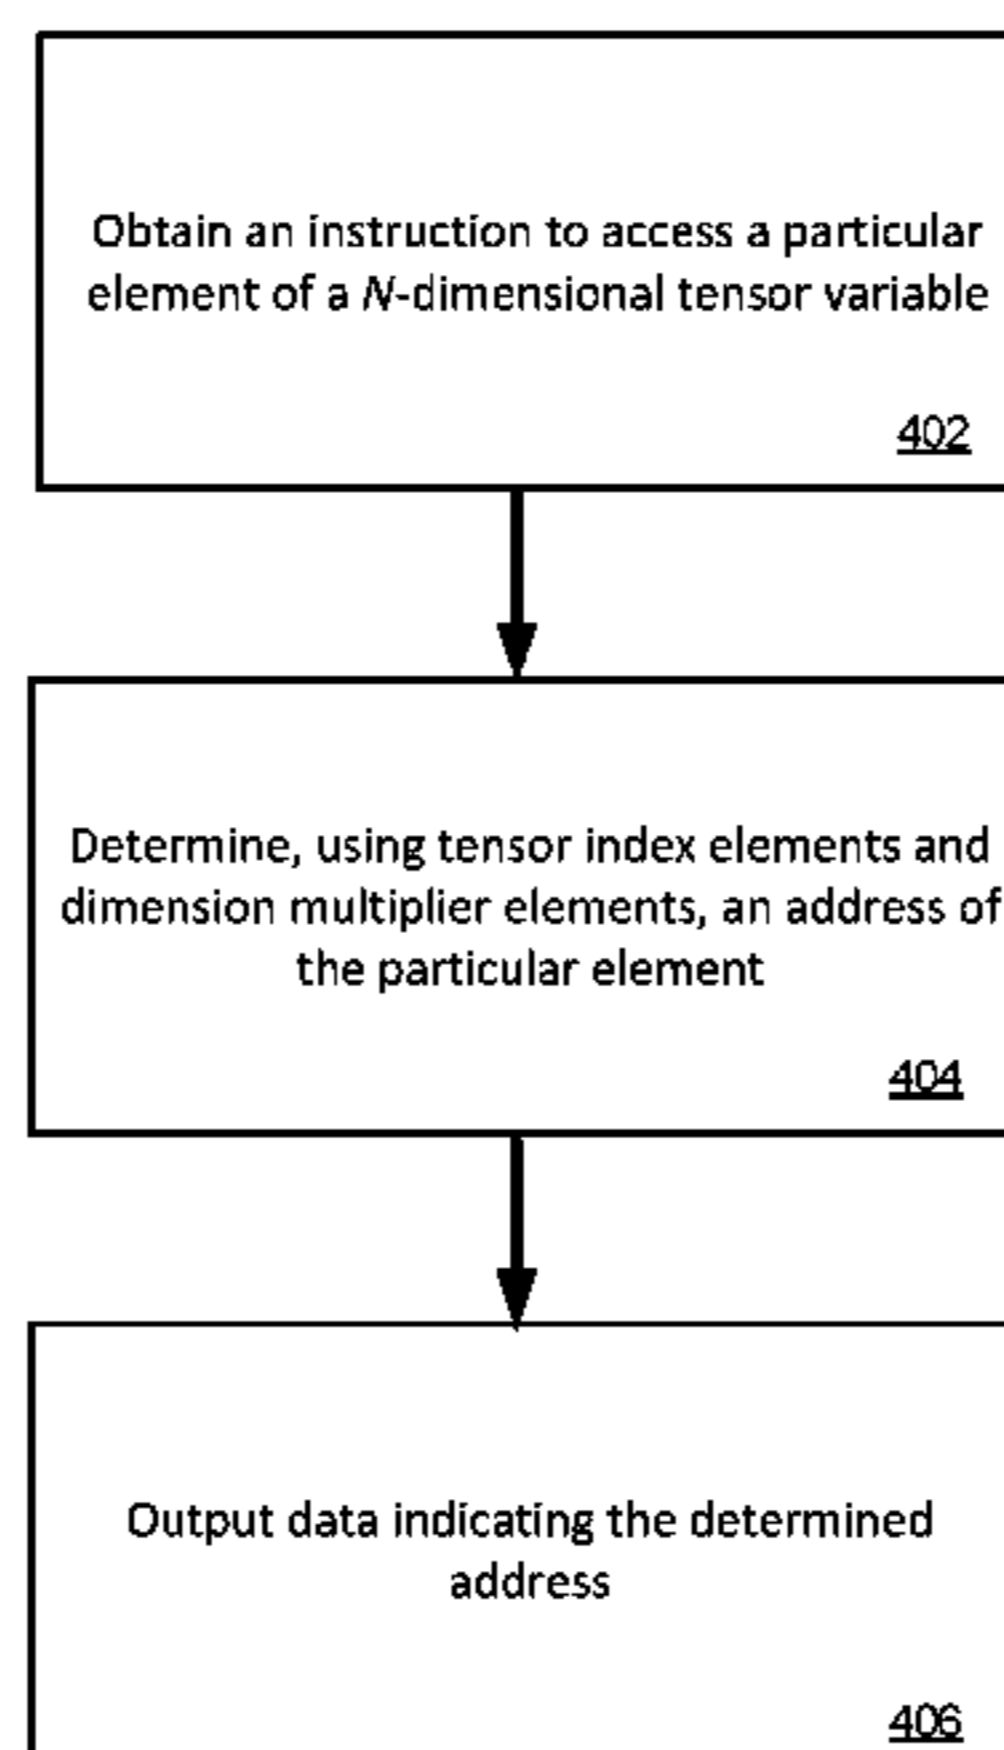 Obtain an instruction to access a particular
element of a N-dimensional tensor variable
402
Determine, using tensor index elements and
dimension multiplier elements, an address of
the particular element
404
Output data indicating the determined
address
406